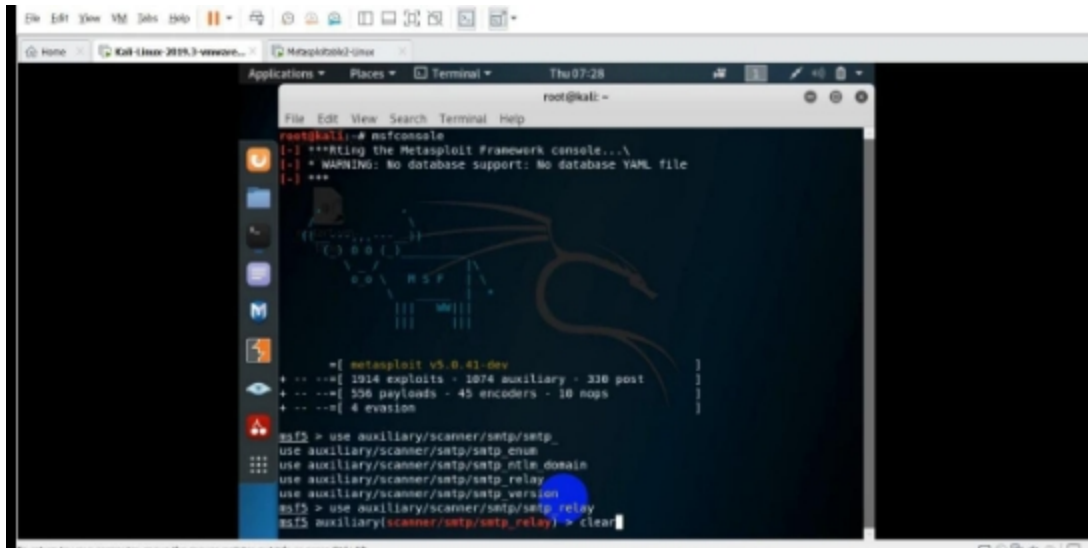 File Edit View VM Tabs Help
Home Kali-Linux-2019.3-vmware... Metasploitable2-Linux
Applications Places Terminal Thu 07:28 1
root@kali: ~
File Edit View Search Terminal Help
root@kali:~# msfconsole
[-] ***Rting the Metasploit Framework console...\
[-] * WARNING: No database support: No database YAML file
[-] ***
M S F
=[ metasploit v5.0.41-dev ]
+ -- --=[ 1914 exploits - 1074 auxiliary - 330 post ]
+ -- --=[ 556 payloads - 45 encoders - 10 nops ]
+ -- --=[ 4 evasion ]
msf5 > use auxiliary/scanner/smtp/smtp_
use auxiliary/scanner/smtp/smtp_enum
use auxiliary/scanner/smtp/smtp_ntlm_domain
use auxiliary/scanner/smtp/smtp_relay
use auxiliary/scanner/smtp/smtp_version
msf5 > use auxiliary/scanner/smtp/smtp_relay
msf5 auxiliary(scanner/smtp/smtp_relay) > clear